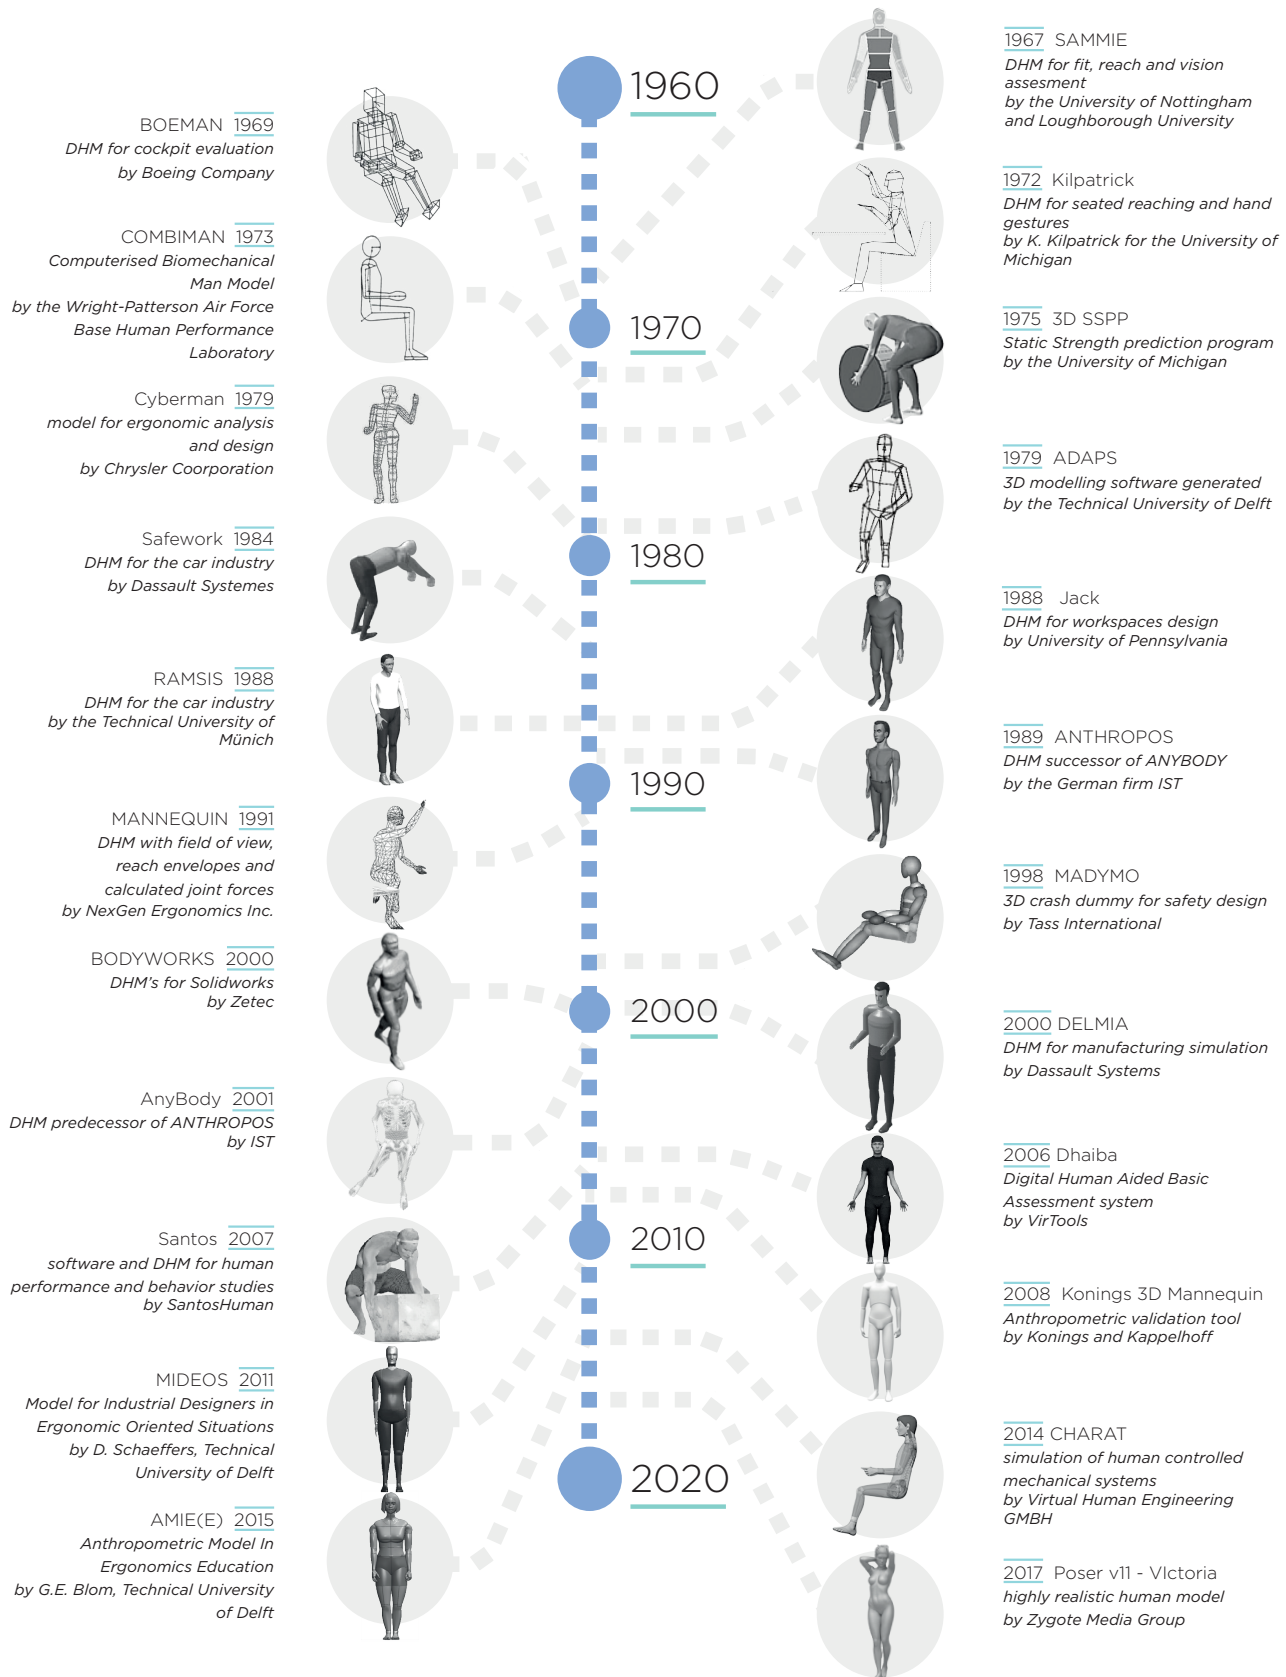 1960
1970
1980
1990
2000
2010
2020
BOEMAN 1969
DHM for cockpit evaluation
by Boeing Company
COMBIMAN 1973
Computerised Biomechanical
Man Model
by the Wright-Patterson Air Force
Base Human Performance
Laboratory
Cyberman 1979
model for ergonomic analysis
and design
by Chrysler Coorporation
Safework 1984
DHM for the car industry
by Dassault Systemes
RAMSIS 1988
DHM for the car industry
by the Technical University of
Münich
MANNEQUIN 1991
DHM with field of view,
reach envelopes and
calculated joint forces
by NexGen Ergonomics Inc.
BODYWORKS 2000
DHM's for Solidworks
by Zetec
AnyBody 2001
DHM predecessor of ANTHROPOS
by IST
Santos 2007
software and DHM for human
performance and behavior studies
by SantosHuman
MIDEOS 2011
Model for Industrial Designers in
Ergonomic Oriented Situations
by D. Schaeffers, Technical
University of Delft
AMIE(E) 2015
Anthropometric Model In
Ergonomics Education
by G.E. Blom, Technical University
of Delft
1967 SAMMIE
DHM for fit, reach and vision
assesment
by the University of Nottingham
and Loughborough University
1972 Kilpatrick
DHM for seated reaching and hand
gestures
by K. Kilpatrick for the University of
Michigan
1975 3D SSPP
Static Strength prediction program
by the University of Michigan
1979 ADAPS
3D modelling software generated
by the Technical University of Delft
1988 Jack
DHM for workspaces design
by University of Pennsylvania
1989 ANTHROPOS
DHM successor of ANYBODY
by the German firm IST
1998 MADYMO
3D crash dummy for safety design
by Tass International
2000 DELMIA
DHM for manufacturing simulation
by Dassault Systems
2006 Dhaiba
Digital Human Aided Basic
Assessment system
by VirTools
2008 Konings 3D Mannequin
Anthropometric validation tool
by Konings and Kappelhoff
2014 CHARAT
simulation of human controlled
mechanical systems
by Virtual Human Engineering
GMBH
2017 Poser v11 - VIctoria
highly realistic human model
by Zygote Media Group